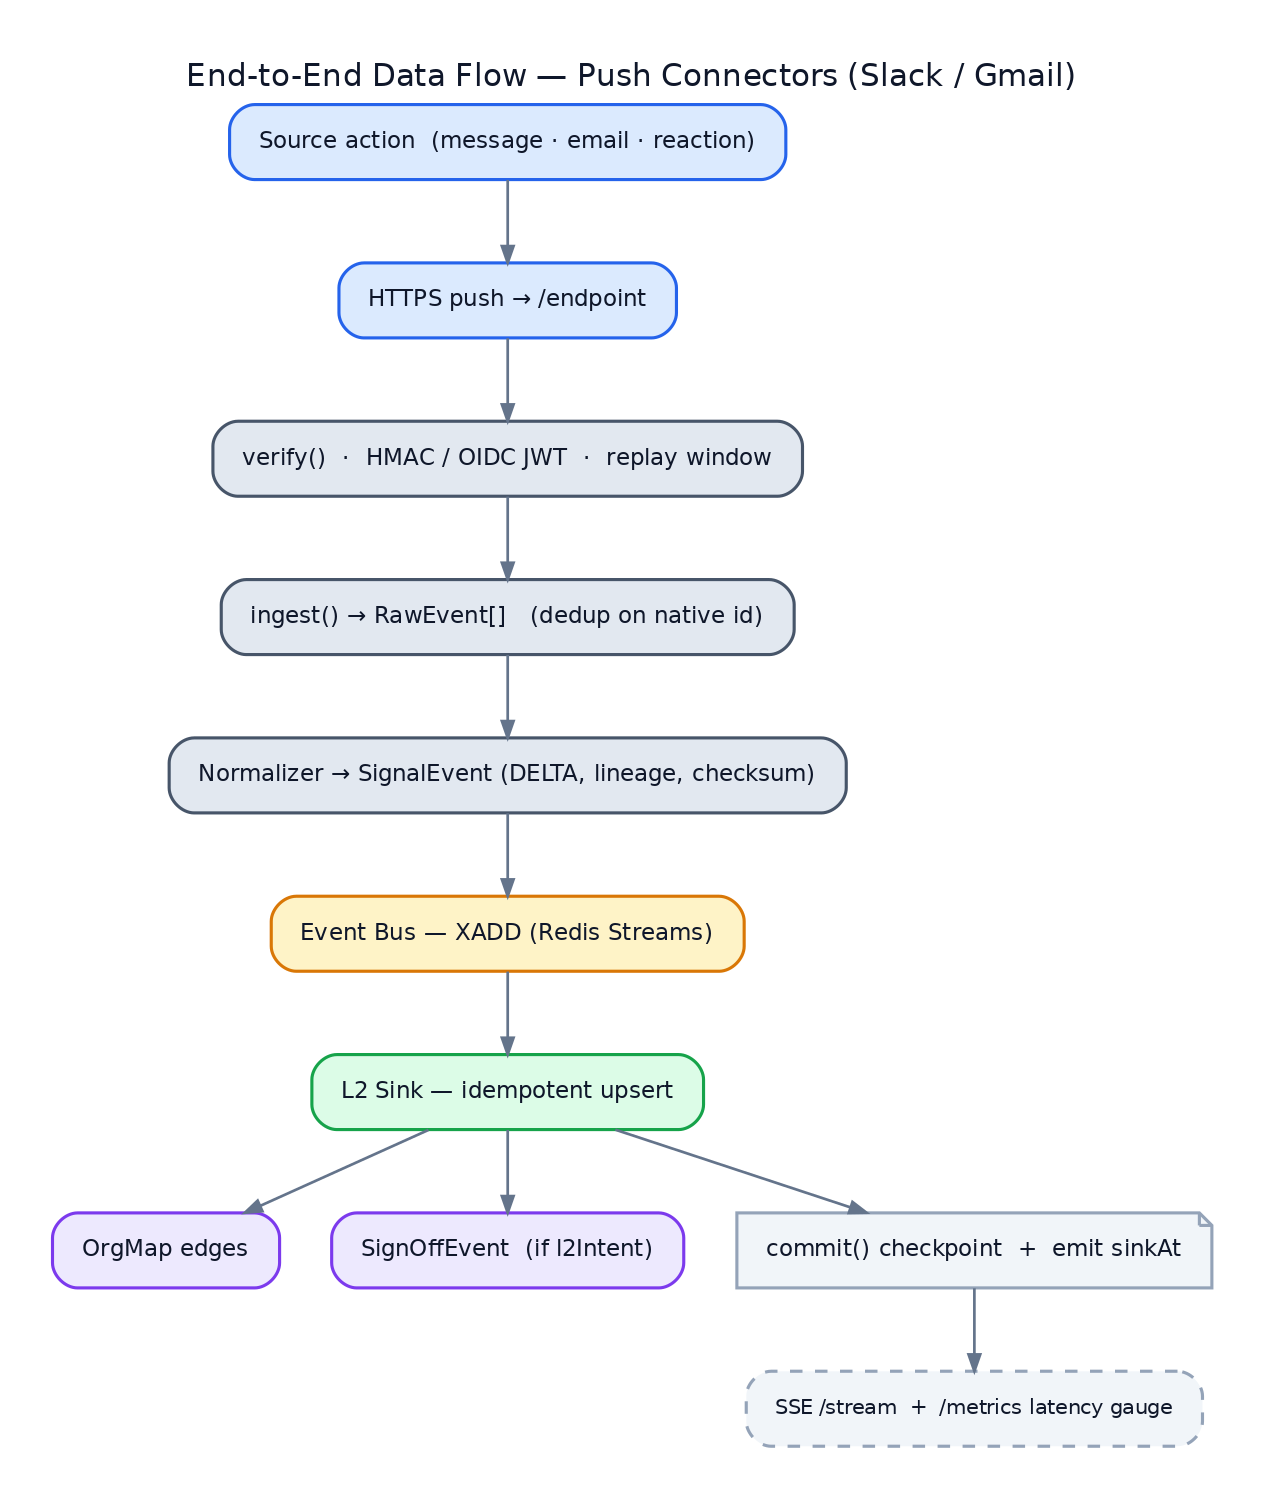 End-to-End Data Flow — Push Connectors (Slack / Gmail)
Source action (message · email · reaction)
HTTPS push → /endpoint
verify() · HMAC / OIDC JWT · replay window
ingest() → RawEvent[] (dedup on native id)
Normalizer → SignalEvent (DELTA, lineage, checksum)
Event Bus — XADD (Redis Streams)
L2 Sink — idempotent upsert
OrgMap edges
SignOffEvent (if l2Intent)
commit() checkpoint + emit sinkAt
SSE /stream + /metrics latency gauge